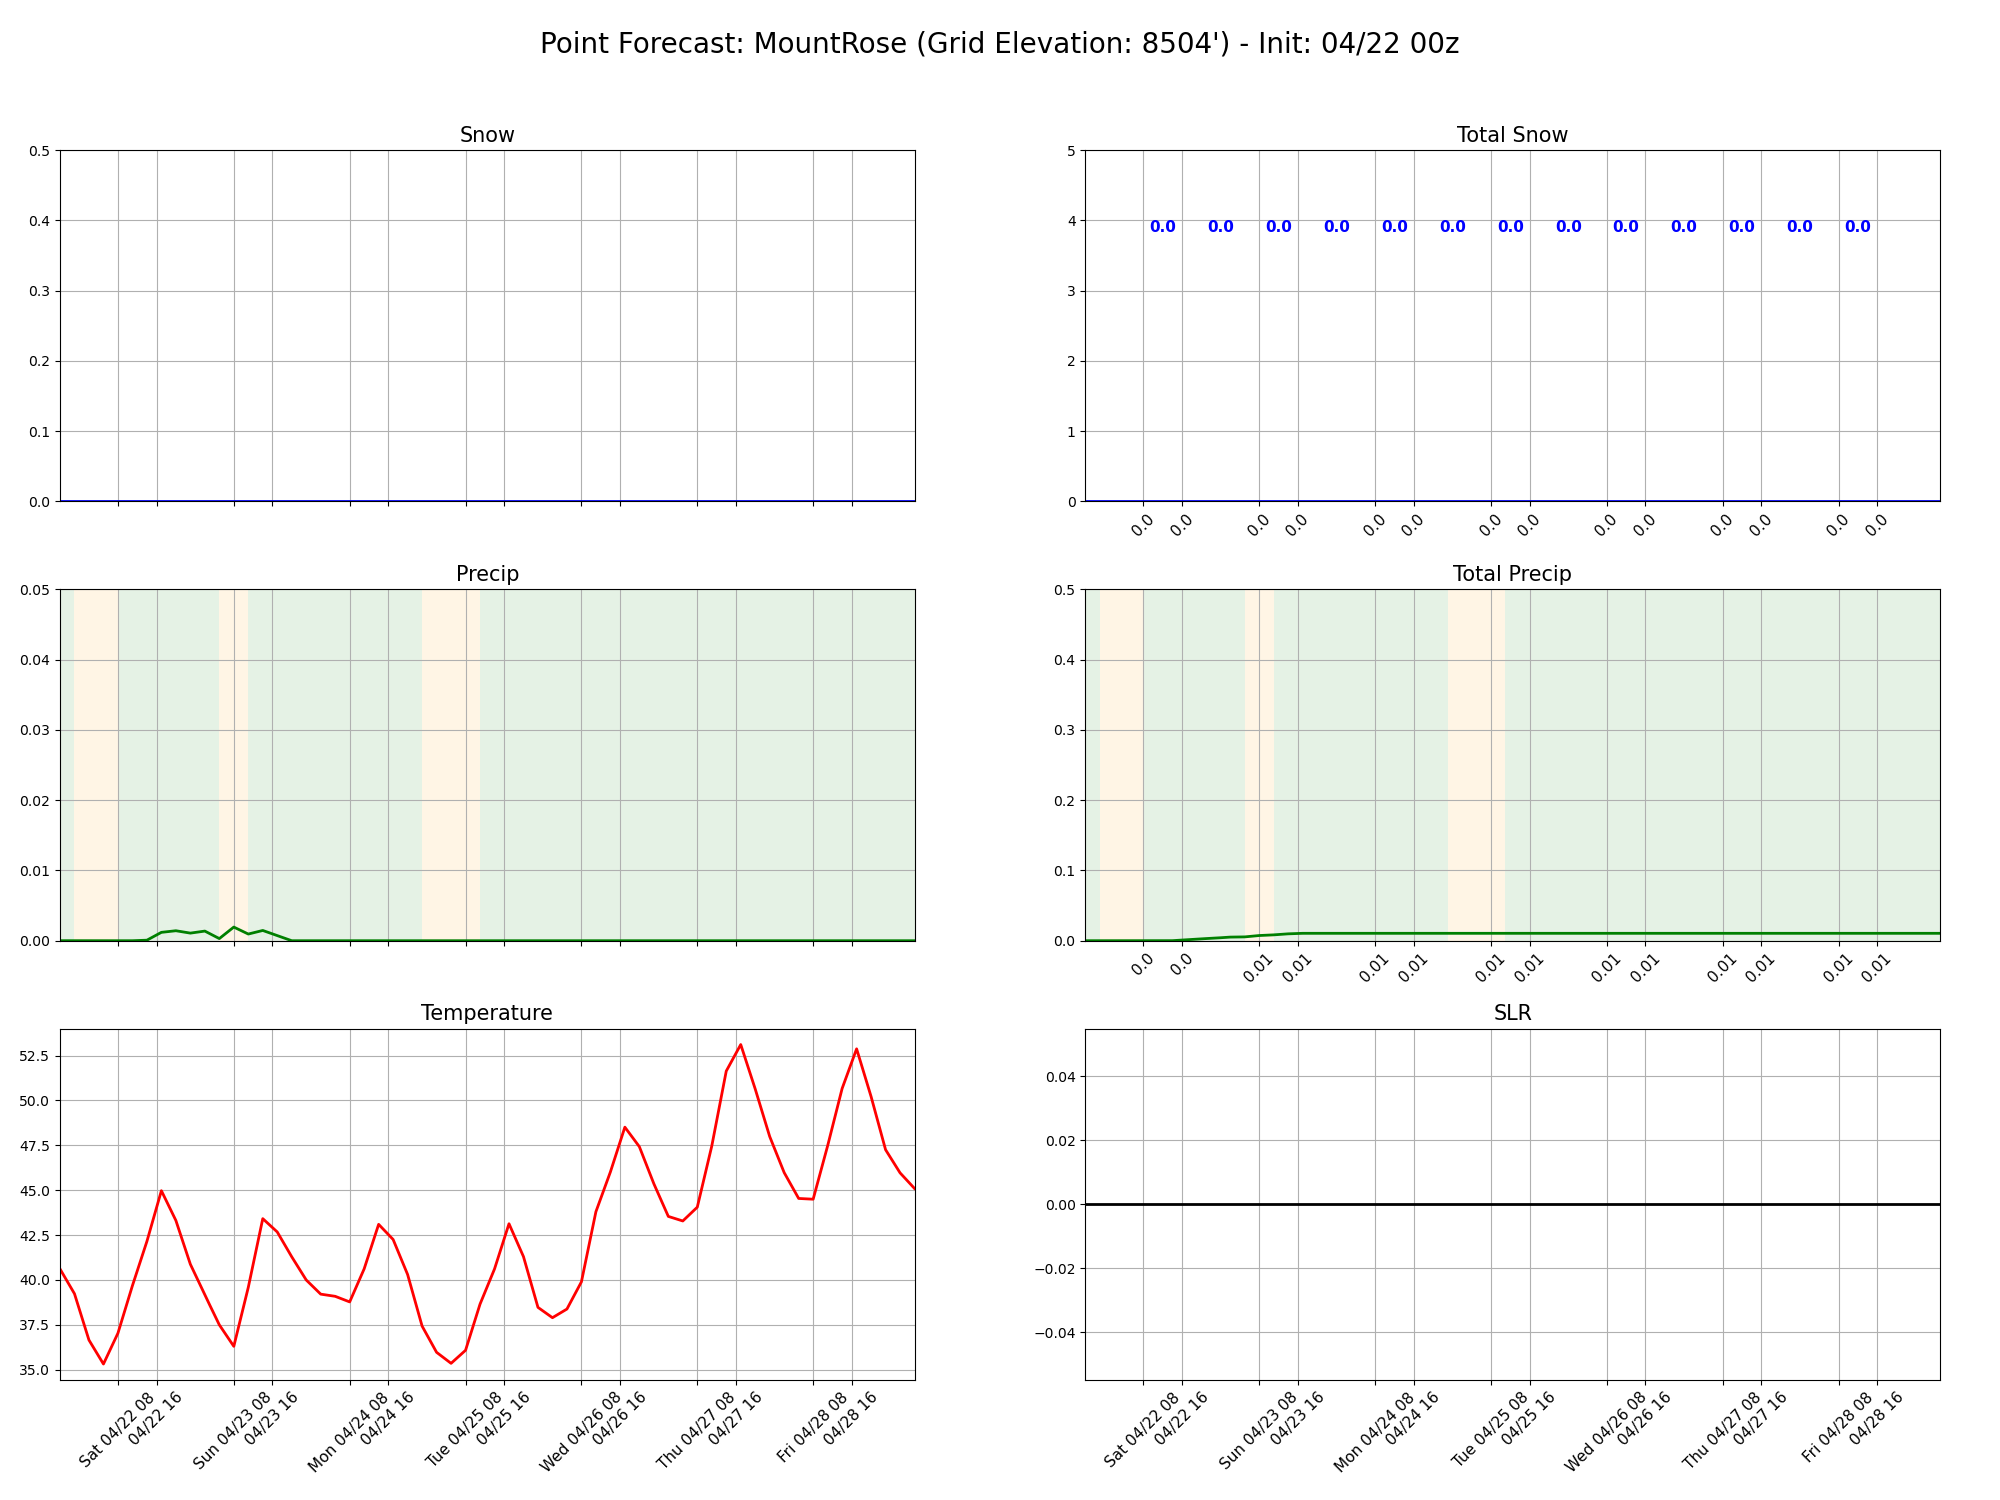 Point Forecast: MountRose (Grid Elevation: 8504') - Init: 04/22 00z
Snow
0.5
0.4
0.3
0.2
0.1
0.0
Total Snow
5
4
3
2
1
0
0.0 0.0 0.0 0.0 0.0 0.0 0.0 0.0 0.0 0.0 0.0 0.0 0.0
0.0 0.0 0.0 0.0 0.0 0.0 0.0 0.0 0.0 0.0 0.0 0.0 0.0 0.0
Precip
0.05
0.04
0.03
0.02
0.01
0.00
Total Precip
0.5
0.4
0.3
0.2
0.1
0.0
0.0 0.0 0.01 0.01 0.01 0.01 0.01 0.01 0.01 0.01 0.01 0.01 0.01 0.01
Temperature
52.5
50.0
47.5
45.0
42.5
40.0
37.5
35.0
Sat 04/22 08
04/22 16
Sun 04/23 08
04/23 16
Mon 04/24 08
04/24 16
Tue 04/25 08
04/25 16
Wed 04/26 08
04/26 16
Thu 04/27 08
04/27 16
Fri 04/28 08
04/28 16
SLR
0.04
0.02
0.00
−0.02
−0.04
Sat 04/22 08
04/22 16
Sun 04/23 08
04/23 16
Mon 04/24 08
04/24 16
Tue 04/25 08
04/25 16
Wed 04/26 08
04/26 16
Thu 04/27 08
04/27 16
Fri 04/28 08
04/28 16